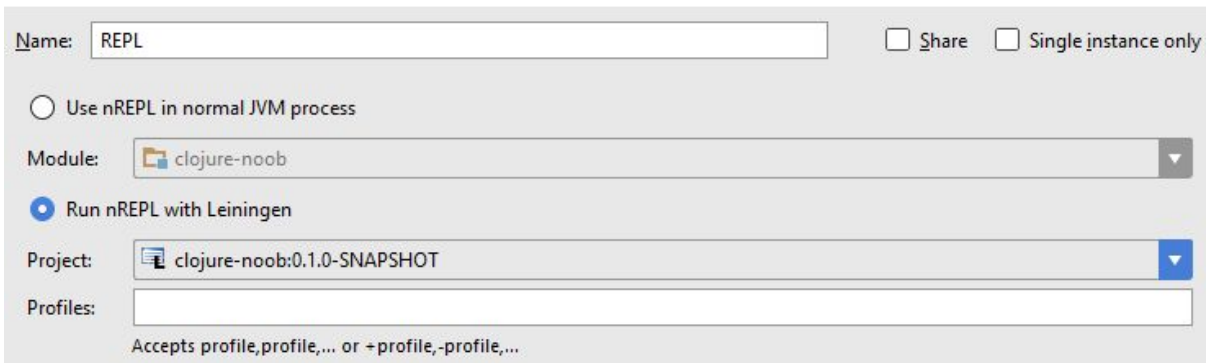 Name: REPL Share Single instance only
Use nREPL in normal JVM process
Module: clojure-noob
Run nREPL with Leiningen
Project: clojure-noob:0.1.0-SNAPSHOT
Profiles:
Accepts profile,profile,... or +profile,-profile,...